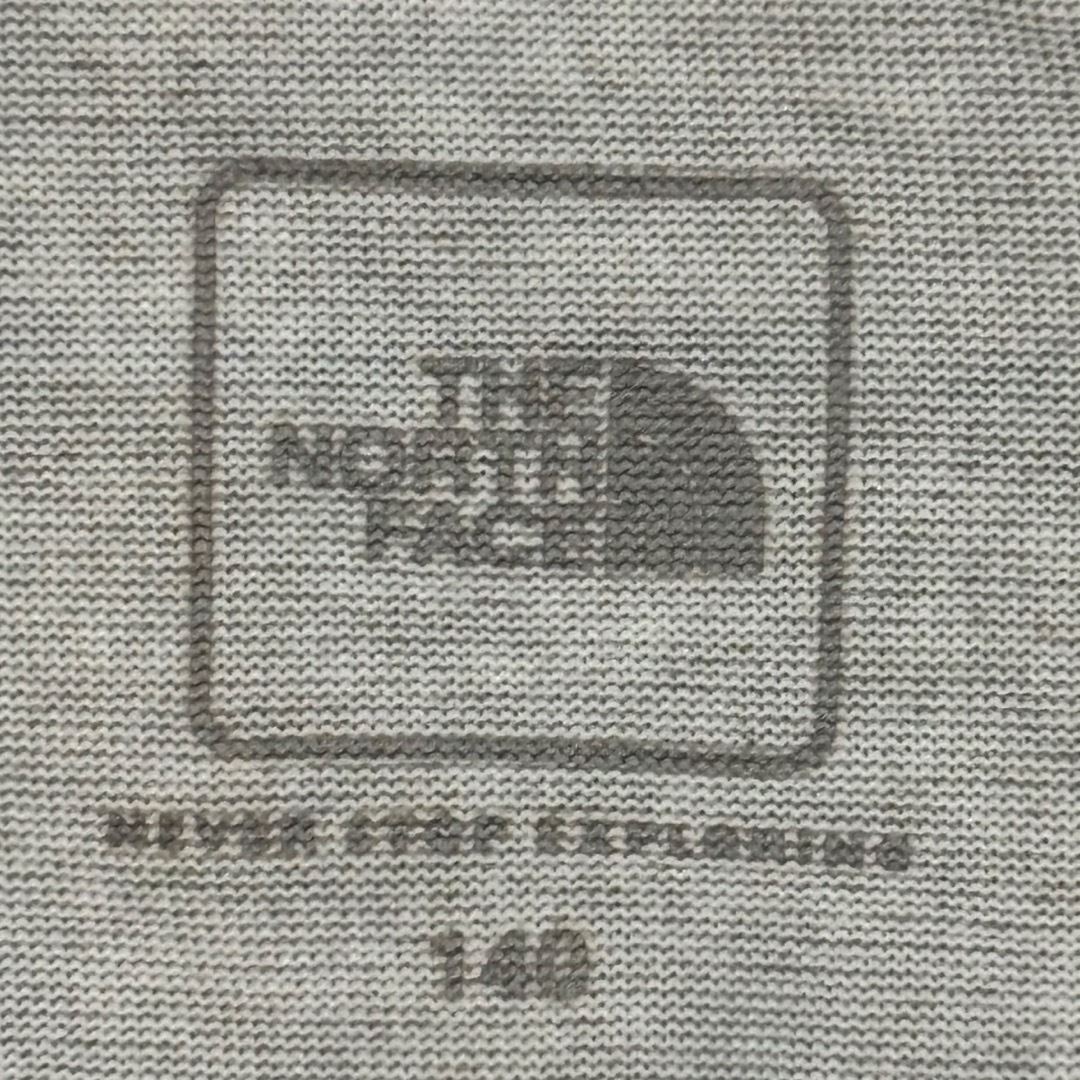 THE
NORTH
FACE
NEVER STOP EXPLORING
140